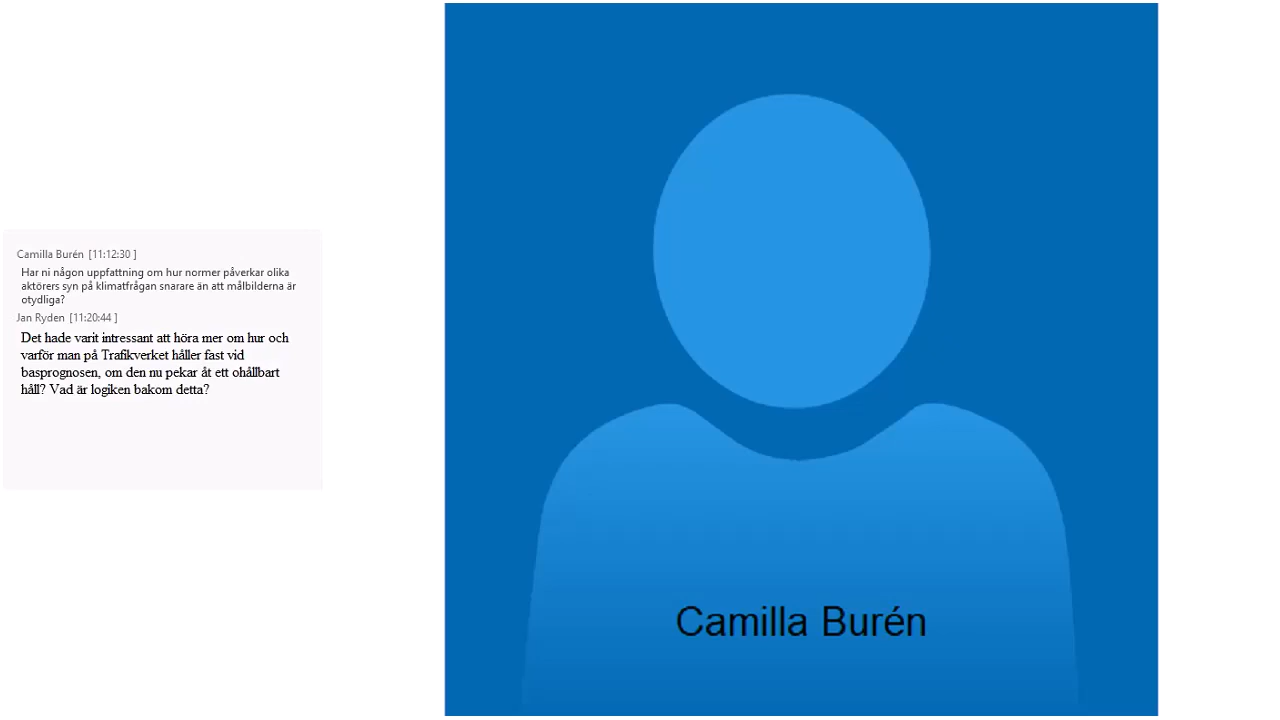 Camilla Burén [11:12:30 ]
Har ni någon uppfattning om hur normer påverkar olika
aktörers syn på klimatfrågan snarare än att målbilderna är
otydliga?
Jan Ryden [11:20:44 ]
Det hade varit intressant att höra mer om hur och
varför man på Trafikverket håller fast vid
basprognosen, om den nu pekar åt ett ohållbart
håll? Vad är logiken bakom detta?
Camilla Burén